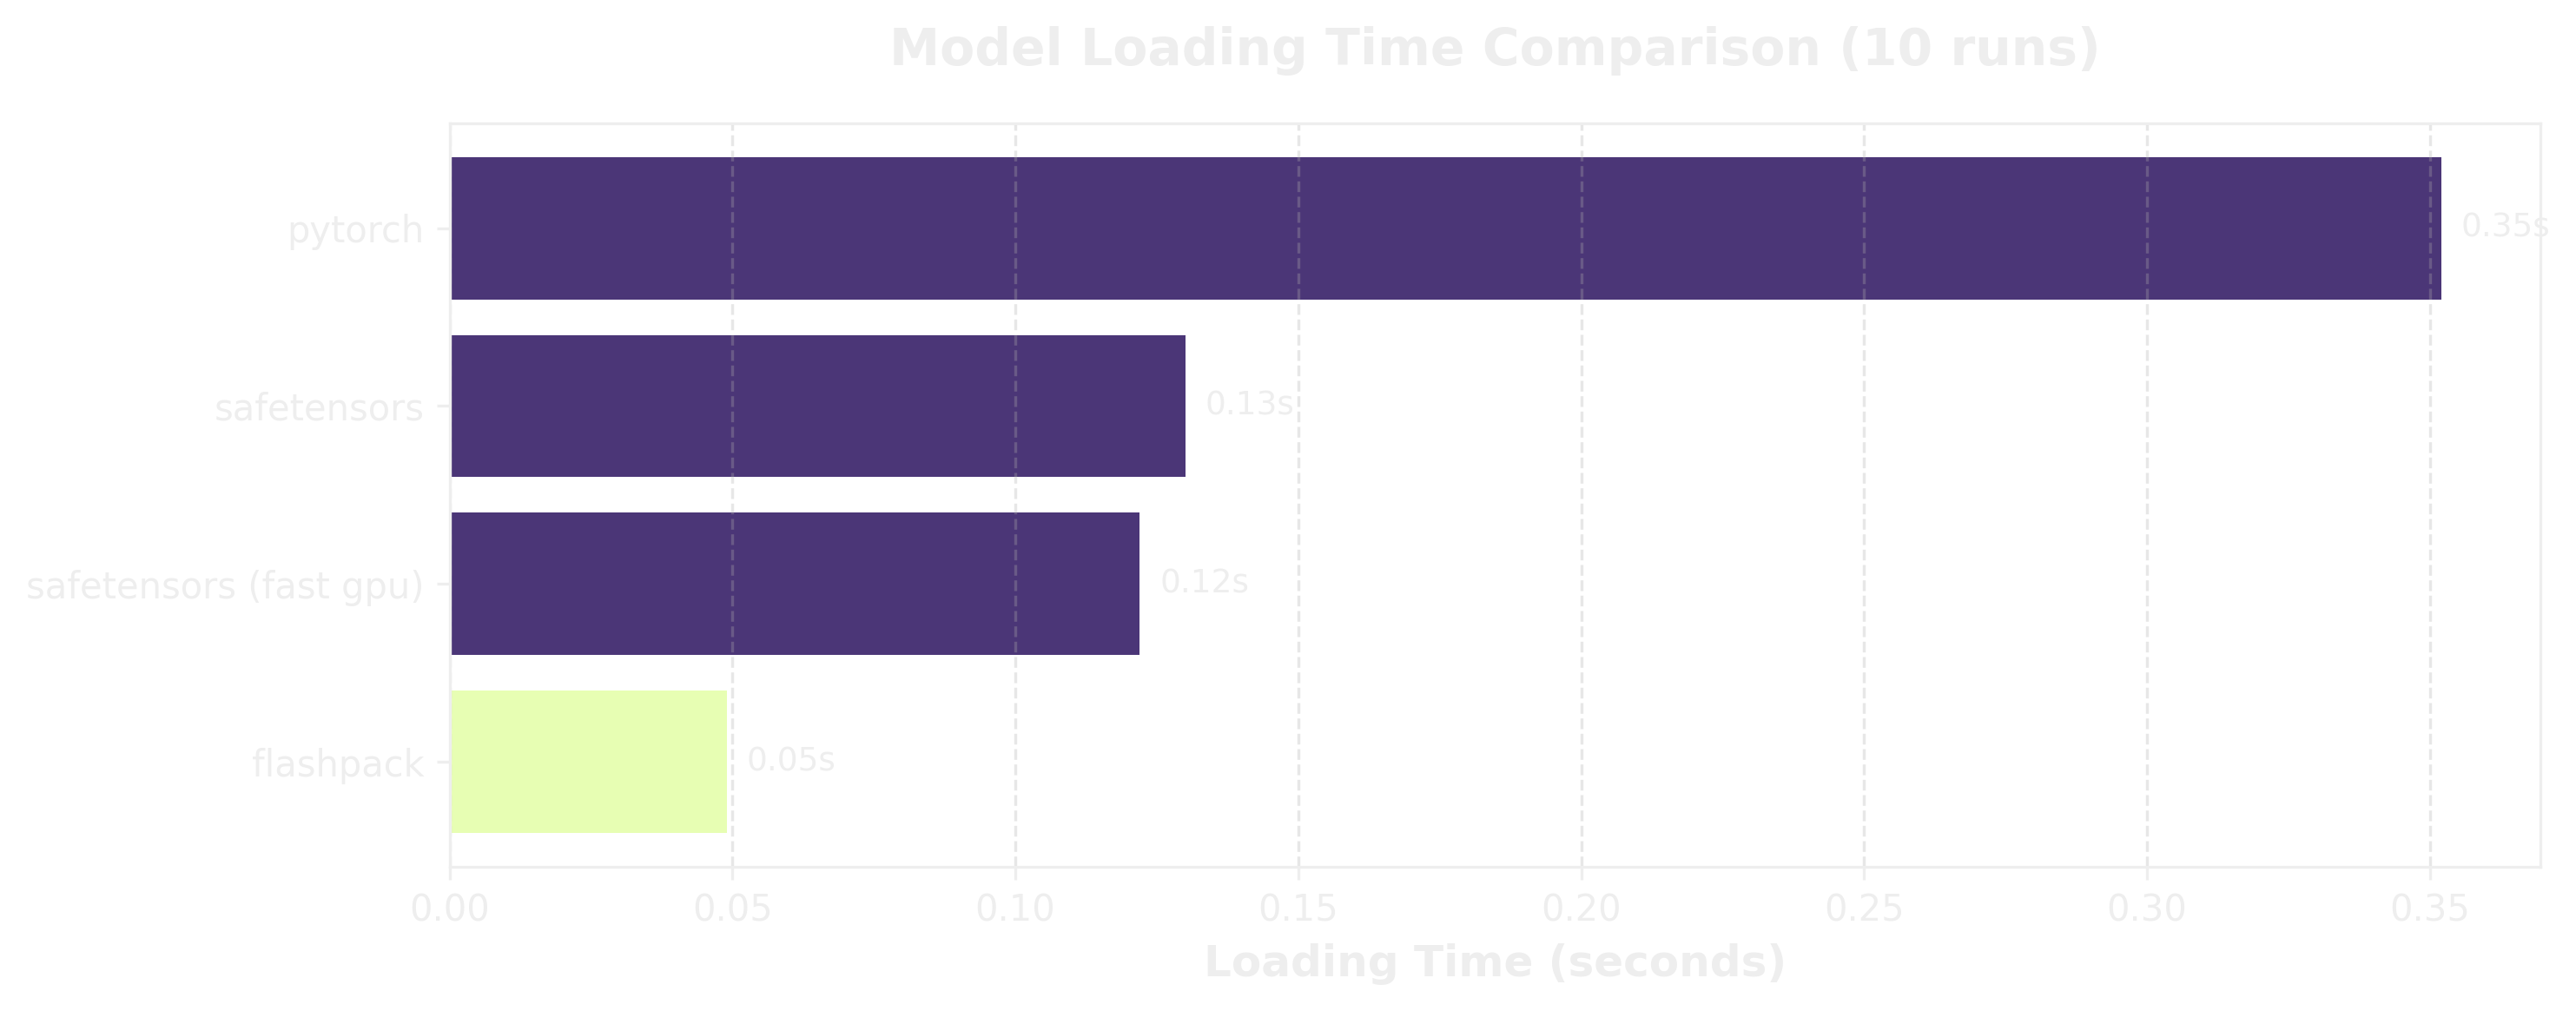 Model Loading Time Comparison (10 runs)
pytorch
0.35s
safetensors
0.13s
safetensors (fast gpu)
0.12s
flashpack
0.05s
0.00 0.05 0.10 0.15 0.20 0.25 0.30 0.35
Loading Time (seconds)